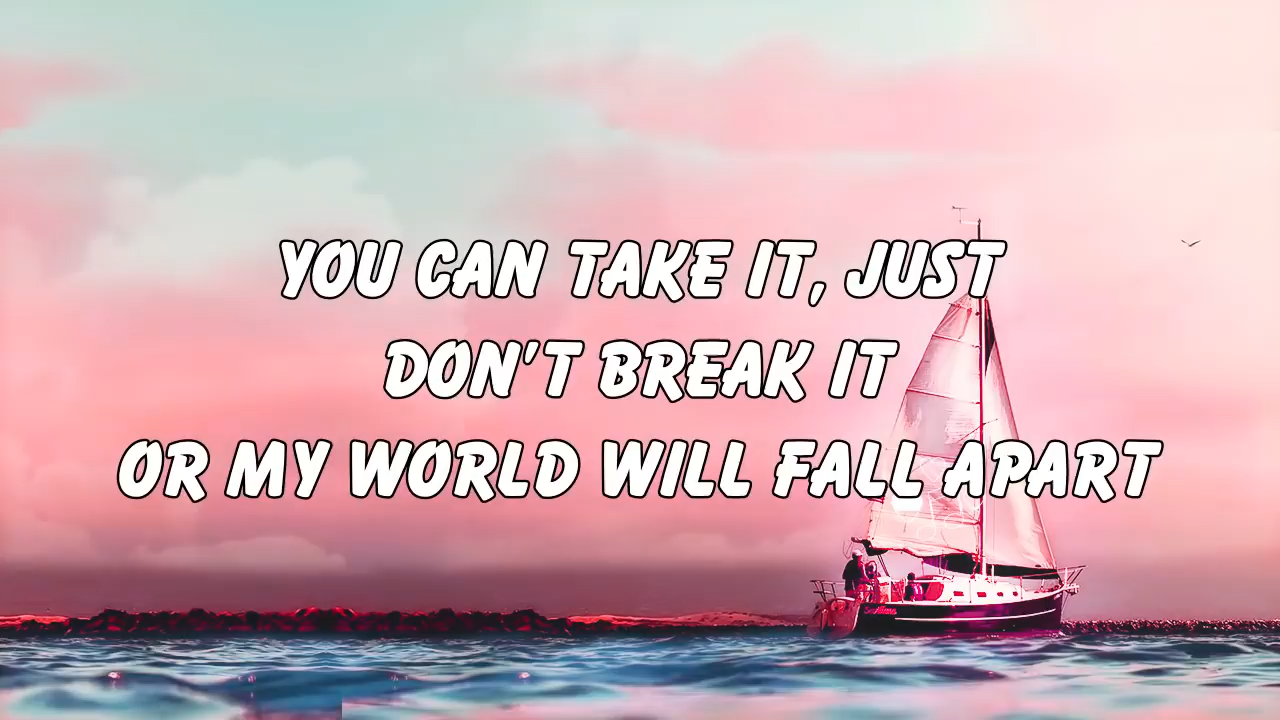 YOU CAN TAKE IT, JUST
DON'T BREAK IT
OR MY WORLD WILL FALL APART